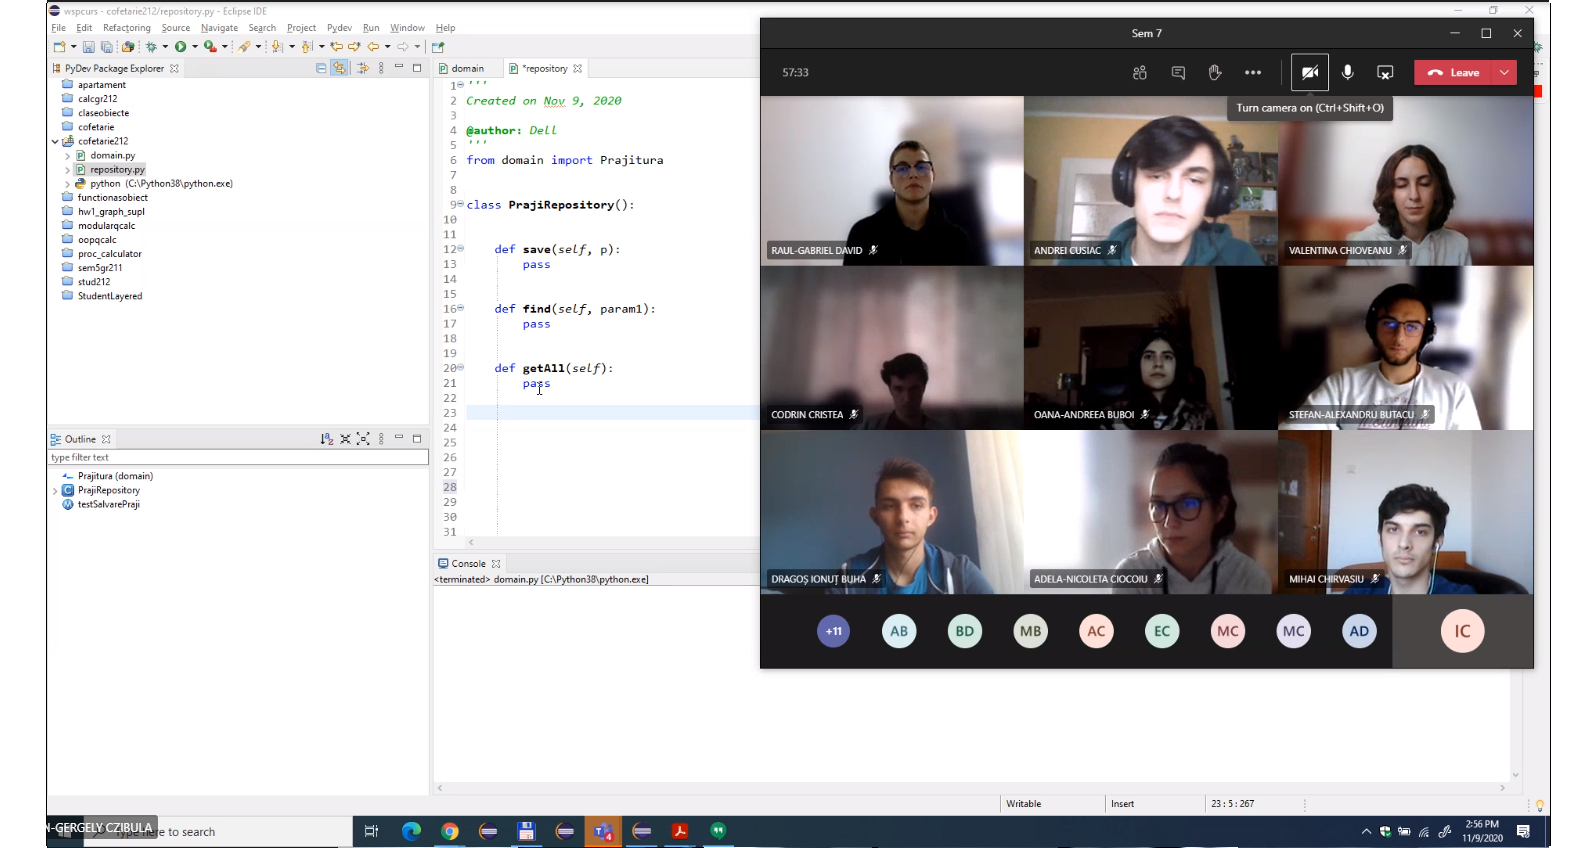 wspcurs - cofetarie212/repository.py - Eclipse IDE
File Edit Refactoring Source Navigate Search Project Pydev Run Window Help
PyDev Package Explorer
apartament
calcgr212
claseobiecte
cofetarie
cofetarie212
domain.py
repository.py
python (C:\Python38\python.exe)
functionasobiect
hw1_graph_supl
modularqcalc
oopqcalc
proc_calculator
sem5gr211
stud212
StudentLayered
Outline
type filter text
Prajitura (domain)
PrajiRepository
testSalvarePraji
domain *repository
1 '''
2 Created on Nov 9, 2020
3
4 @author: Dell
5 '''
6 from domain import Prajitura
7
8
9 class PrajiRepository():
10
11
12 def save(self, p):
13 pass
14
15
16 def find(self, param1):
17 pass
18
19
20 def getAll(self):
21 pass
22
23
24
25
26
27
28
29
30
31
Console
<terminated> domain.py [C:\Python38\python.exe]
Sem 7
57:33
Leave
Turn camera on (Ctrl+Shift+O)
RAUL-GABRIEL DAVID
ANDREI CUSIAC
VALENTINA CHIOVEANU
CODRIN CRISTEA
OANA-ANDREEA BUBOI
STEFAN-ALEXANDRU BUTACU
DRAGOȘ IONUȚ BUHA
ADELA-NICOLETA CIOCOIU
MIHAI CHIRVASIU
+11 AB BD MB AC EC MC MC AD IC
Writable Insert 23 : 5 : 267
N-GERGELY CZIBULA
here to search
4
2:56 PM
11/9/2020